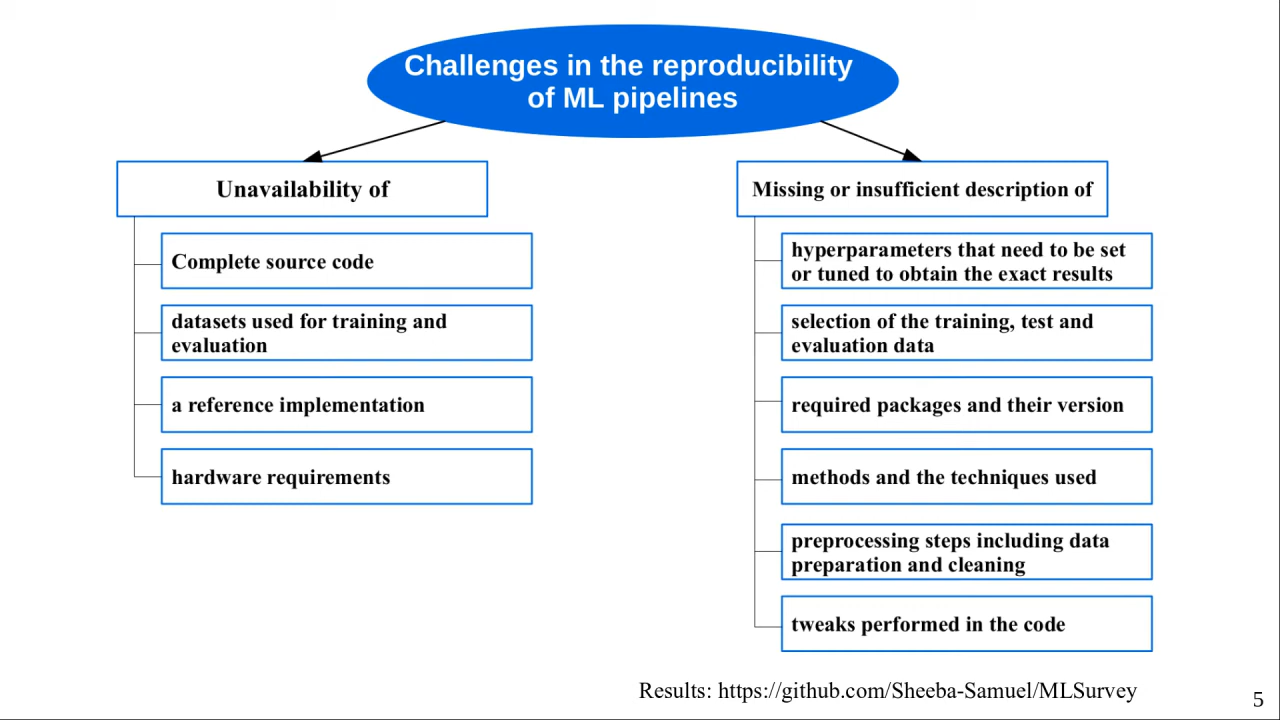 Challenges in the reproducibility
of ML pipelines
Unavailability of
Complete source code
datasets used for training and
evaluation
a reference implementation
hardware requirements
Missing or insufficient description of
hyperparameters that need to be set
or tuned to obtain the exact results
selection of the training, test and
evaluation data
required packages and their version
methods and the techniques used
preprocessing steps including data
preparation and cleaning
tweaks performed in the code
Results: https://github.com/Sheeba-Samuel/MLSurvey
5